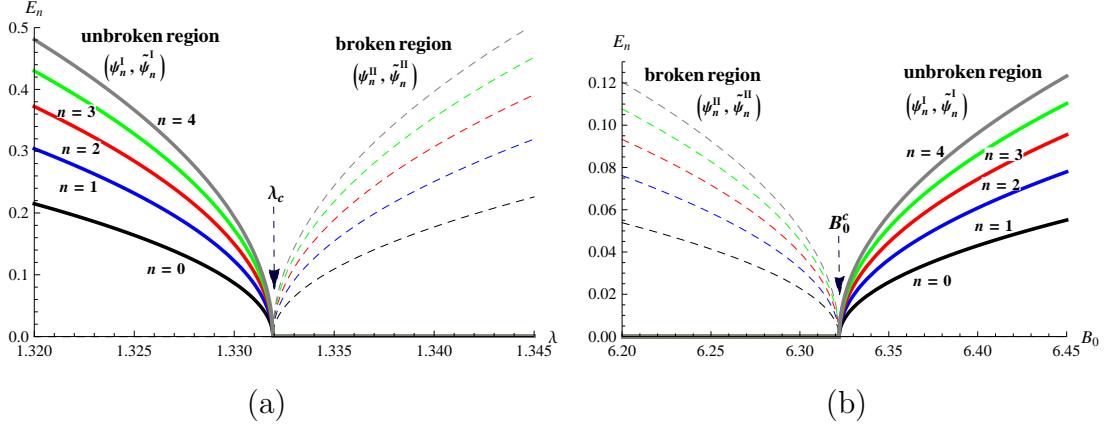 E_n
0.5
0.4
0.3
0.2
0.1
0.0
1.320
1.325
1.330
1.335
1.340
1.345
λ
unbroken region
(ψ_n^I, ψ̃_n^I)
broken region
(ψ_n^II, ψ̃_n^II)
n = 4
n = 3
n = 2
n = 1
n = 0
λ_c
(a)
E_n
0.12
0.10
0.08
0.06
0.04
0.02
0.00
6.20
6.25
6.30
6.35
6.40
6.45
B_0
broken region
(ψ_n^II, ψ̃_n^II)
unbroken region
(ψ_n^I, ψ̃_n^I)
n = 4
n = 3
n = 2
n = 1
n = 0
B_0^c
(b)